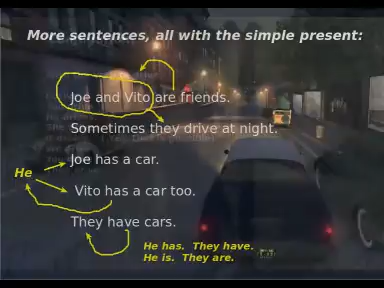 More sentences, all with the simple present:
Joe and Vito are friends.
Sometimes they drive at night.
Joe has a car.
He
Vito has a car too.
They have cars.
He has. They have.
He is. They are.